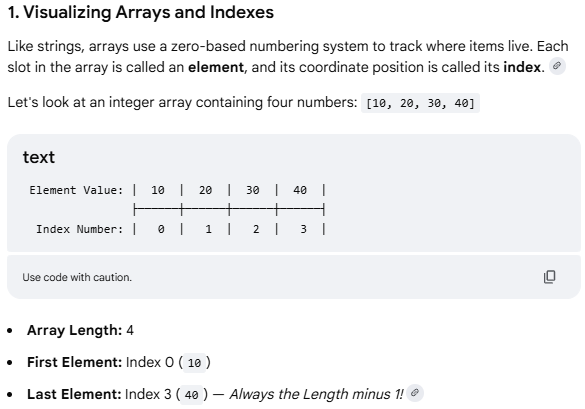 1. Visualizing Arrays and Indexes
Like strings, arrays use a zero-based numbering system to track where items live. Each
slot in the array is called an element, and its coordinate position is called its index.
Let's look at an integer array containing four numbers: [10, 20, 30, 40]
text
Element Value: |  10  |  20  |  30  |  40  |
               ├──────┼──────┼──────┼──────┤
Index Number: |   0  |   1  |   2  |   3  |
Use code with caution.
• Array Length: 4
• First Element: Index 0 ( 10 )
• Last Element: Index 3 ( 40 ) — Always the Length minus 1!